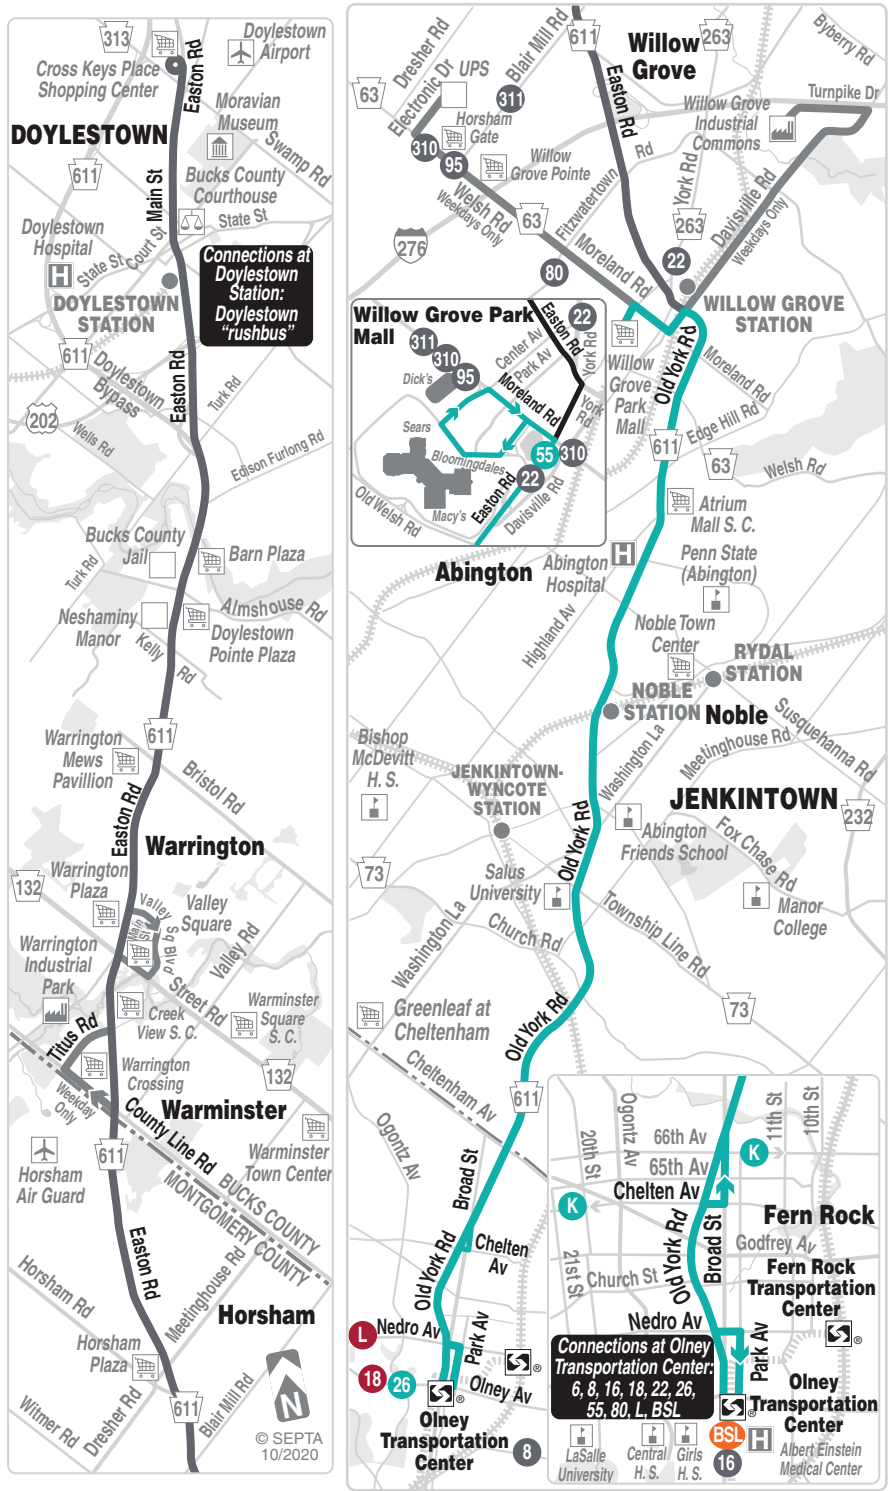 313
Easton Rd
Doylestown
Airport
Cross Keys Place
Shopping Center
Moravian
Museum
DOYLESTOWN
Swamp Rd
611
Main St
Bucks County
Courthouse
State St
Doylestown
Hospital
Court St
State St
Connections at
Doylestown
Station:
Doylestown
“rushbus”
DOYLESTOWN
STATION
611
Doylestown
Bypass
Easton Rd
Turk Rd
202
Wells Rd
Edison Furlong Rd
Bucks County
Jail
Barn Plaza
Turk Rd
Neshaminy
Manor
Almshouse Rd
Doylestown
Pointe Plaza
Kelly
Rd
611
Warrington
Mews
Pavillion
Bristol Rd
Easton Rd
Warrington
Warrington
Plaza
132
Valley
Sq Blvd
Main St
Valley
Square
Valley Rd
Warrington
Industrial
Park
Street Rd
Creek
View S. C.
Warminster
Square
S. C.
Titus Rd
Warrington
Crossing
132
Weekday
Only
Warminster
County Line Rd
611
Warminster
Town Center
Horsham
Air Guard
BUCKS COUNTY
MONTGOMERY COUNTY
Easton Rd
Horsham Rd
Meetinghouse Rd
Horsham
Horsham
Plaza
Witmer Rd
Dresher Rd
611
Blair Mill Rd
N
© SEPTA
10/2020
Dresher Rd
Electronic Dr
UPS
Blair Mill Rd
611
Willow
Grove
263
Byberry Rd
63
311
Easton Rd
Turnpike Dr
Horsham
Gate
Willow Grove
Industrial
Commons
310
95
Willow
Grove Pointe
Fitzwatertown
Rd
York Rd
Welsh Rd
Weekdays Only
63
263
Davisville Rd
Weekdays Only
276
Moreland Rd
22
80
WILLOW GROVE
STATION
Willow Grove Park
Mall
22
311
310
95
Dick's
Center Av
Park Av
Easton Rd
York Rd
Moreland Rd
York
Rd
Sears
Bloomingdales
55
310
22
Old Welsh Rd
Macy's
Easton Rd
Davisville Rd
Willow
Grove
Park
Mall
Old York Rd
Moreland Rd
611
Edge Hill Rd
63
Welsh Rd
Atrium
Mall S. C.
Abington
Abington
Hospital
Penn State
(Abington)
Highland Av
Noble Town
Center
RYDAL
STATION
NOBLE
STATION
Noble
Susquehanna Rd
Meetinghouse Rd
Washington La
Bishop
McDevitt
H. S.
JENKINTOWN-
WYNCOTE
STATION
JENKINTOWN
232
Old York Rd
Abington
Friends School
Fox Chase Rd
73
Salus
University
Manor
College
Washington La
Church Rd
Township Line Rd
73
Greenleaf at
Cheltenham
Old York Rd
Cheltenham Av
611
Ogontz Av
Broad St
Old York Rd
Chelten
Av
L
Nedro Av
Park Av
18
26
®
®
Olney Av
Olney
Transportation
Center
8
20th St
Ogontz Av
11th St
10th St
66th Av
65th Av
K
Chelten Av
K
Old York Rd
Broad St
Fern Rock
Godfrey Av
21st St
Church St
Fern Rock
Transportation
Center
Nedro Av
Park Av
®
Connections at Olney
Transportation Center:
6, 8, 16, 18, 22, 26,
55, 80, L, BSL
®
Olney
Transportation
Center
BSL
16
LaSalle
University
Central
H. S.
Girls
H. S.
Albert Einstein
Medical Center